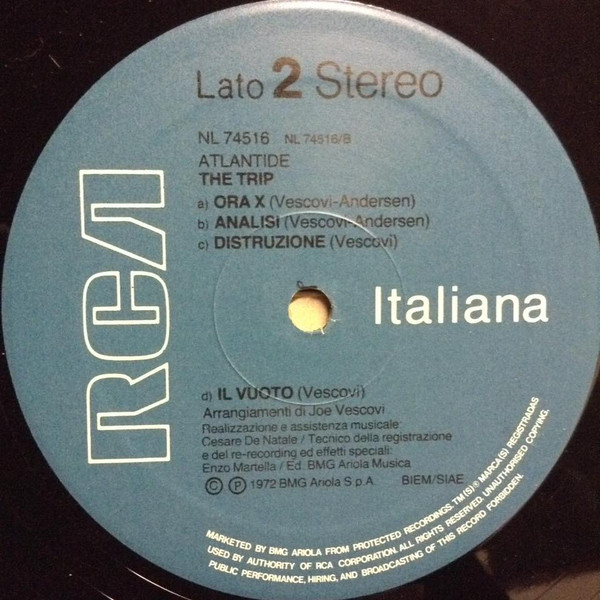 Lato 2 Stereo
NL 74516 NL 74516/B
ATLANTIDE
THE TRIP
a) ORA X (Vescovi-Andersen)
b) ANALISI (Vescovi-Andersen)
c) DISTRUZIONE (Vescovi)
RCA
Italiana
d) IL VUOTO (Vescovi)
Arrangiamenti di Joe Vescovi
Realizzazione e assistenza musicale:
Cesare De Natale / Tecnico della registrazione
e del re-recording ed effetti speciali:
Enzo Martella / Ed. BMG Ariola Musica
© ℗ 1972 BMG Ariola S.p.A. BIEM/SIAE
MARKETED BY BMG ARIOLA FROM PROTECTED RECORDINGS. TM(S)® MARCA(S) REGISTRADAS
USED BY AUTHORITY OF RCA CORPORATION. ALL RIGHTS RESERVED. UNAUTHORISED COPYING,
PUBLIC PERFORMANCE, HIRING, AND BROADCASTING OF THIS RECORD FORBIDDEN.